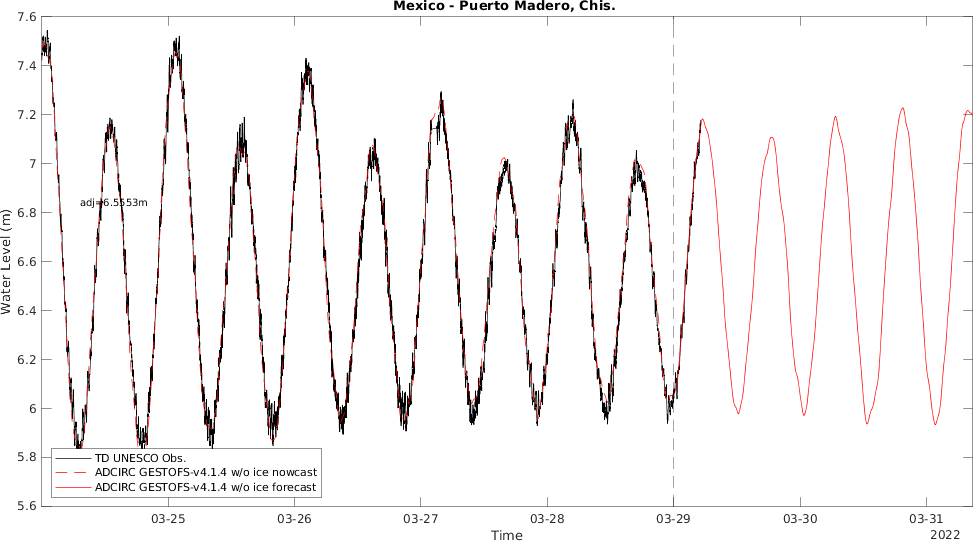 Mexico - Puerto Madero, Chis.
7.6
7.4
7.2
7
6.8
6.6
6.4
6.2
6
5.8
5.6
Water Level (m)
adj=6.5553m
TD UNESCO Obs.
ADCIRC GESTOFS-v4.1.4 w/o ice nowcast
ADCIRC GESTOFS-v4.1.4 w/o ice forecast
03-25 03-26 03-27 03-28 03-29 03-30 03-31
Time
2022